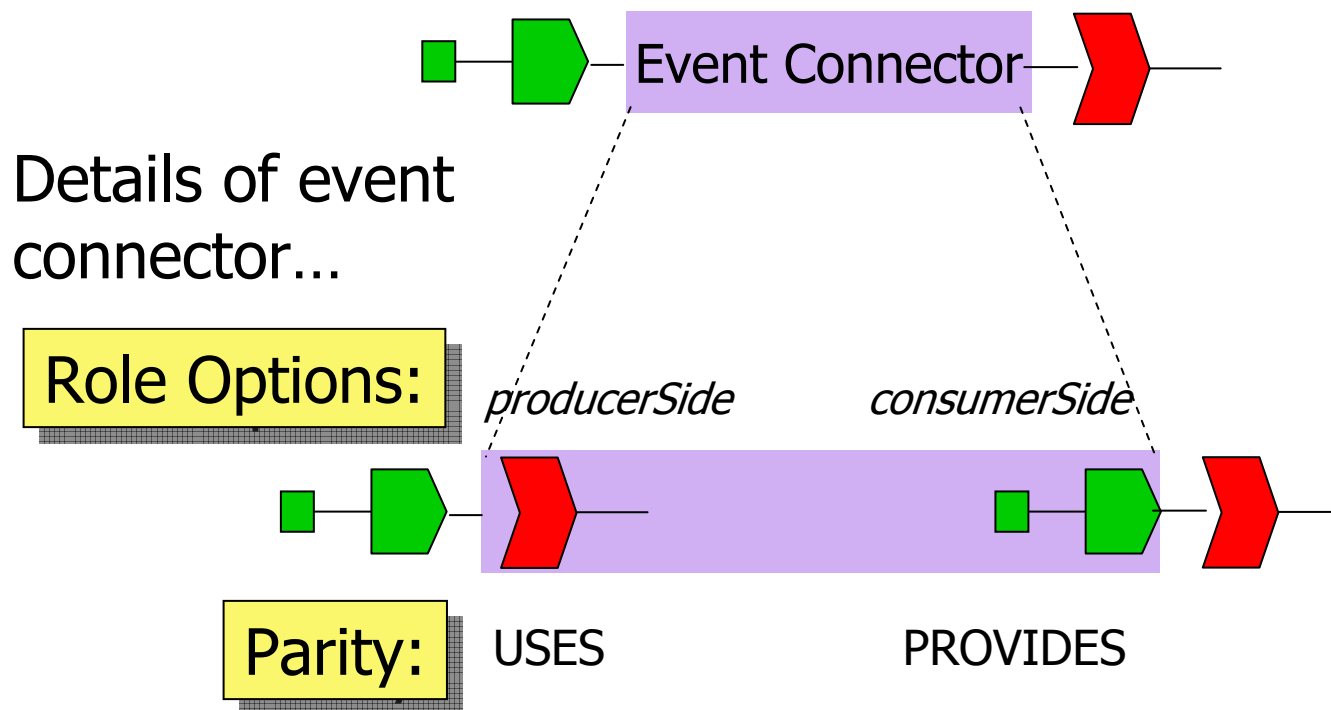 Event Connector
Details of event
connector…
Role Options:
producerSide
consumerSide
Parity:
USES
PROVIDES